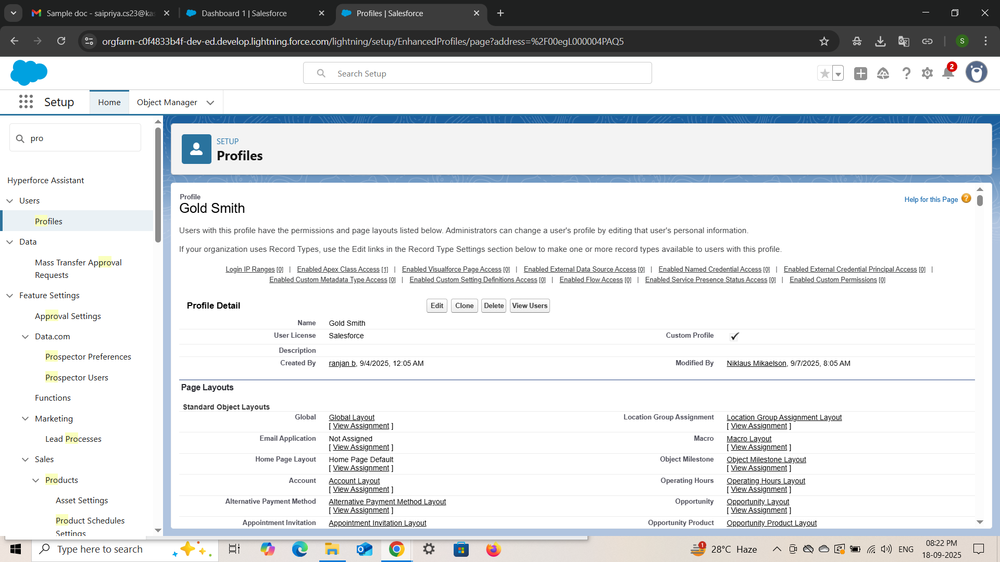 Sample doc - saipriya.cs23@kas
Dashboard 1 | Salesforce
Profiles | Salesforce
orgfarm-c0f4833b4f-dev-ed.develop.lightning.force.com/lightning/setup/EnhancedProfiles/page?address=%2F00egL000004PAQ5
S
Search Setup
2
Setup
Home
Object Manager
pro
Hyperforce Assistant
Users
Profiles
Data
Mass Transfer Approval
Requests
Feature Settings
Approval Settings
Data.com
Prospector Preferences
Prospector Users
Functions
Marketing
Lead Processes
Sales
Products
Asset Settings
Product Schedules
Settings
SETUP
Profiles
Profile
Gold Smith
Help for this Page ?
Users with this profile have the permissions and page layouts listed below. Administrators can change a user's profile by editing that user's personal information.
If your organization uses Record Types, use the Edit links in the Record Type Settings section below to make one or more record types available to users with this profile.
Login IP Ranges [0] | Enabled Apex Class Access [1] | Enabled Visualforce Page Access [0] | Enabled External Data Source Access [0] | Enabled Named Credential Access [0] | Enabled External Credential Principal Access [0] |
Enabled Custom Metadata Type Access [0] | Enabled Custom Setting Definitions Access [0] | Enabled Flow Access [0] | Enabled Service Presence Status Access [0] | Enabled Custom Permissions [0]
Profile Detail Edit Clone Delete View Users
Name Gold Smith
User License Salesforce Custom Profile
Description
Created By ranjan b, 9/4/2025, 12:05 AM Modified By Niklaus Mikaelson, 9/7/2025, 8:05 AM
Page Layouts
Standard Object Layouts
Global Global Layout Location Group Assignment Location Group Assignment Layout
[ View Assignment ] [ View Assignment ]
Email Application Not Assigned Macro Macro Layout
[ View Assignment ] [ View Assignment ]
Home Page Layout Home Page Default Object Milestone Object Milestone Layout
[ View Assignment ] [ View Assignment ]
Account Account Layout Operating Hours Operating Hours Layout
[ View Assignment ] [ View Assignment ]
Alternative Payment Method Alternative Payment Method Layout Opportunity Opportunity Layout
[ View Assignment ] [ View Assignment ]
Appointment Invitation Appointment Invitation Layout Opportunity Product Opportunity Product Layout
Type here to search
1
28°C Haze
ENG
08:22 PM
18-09-2025